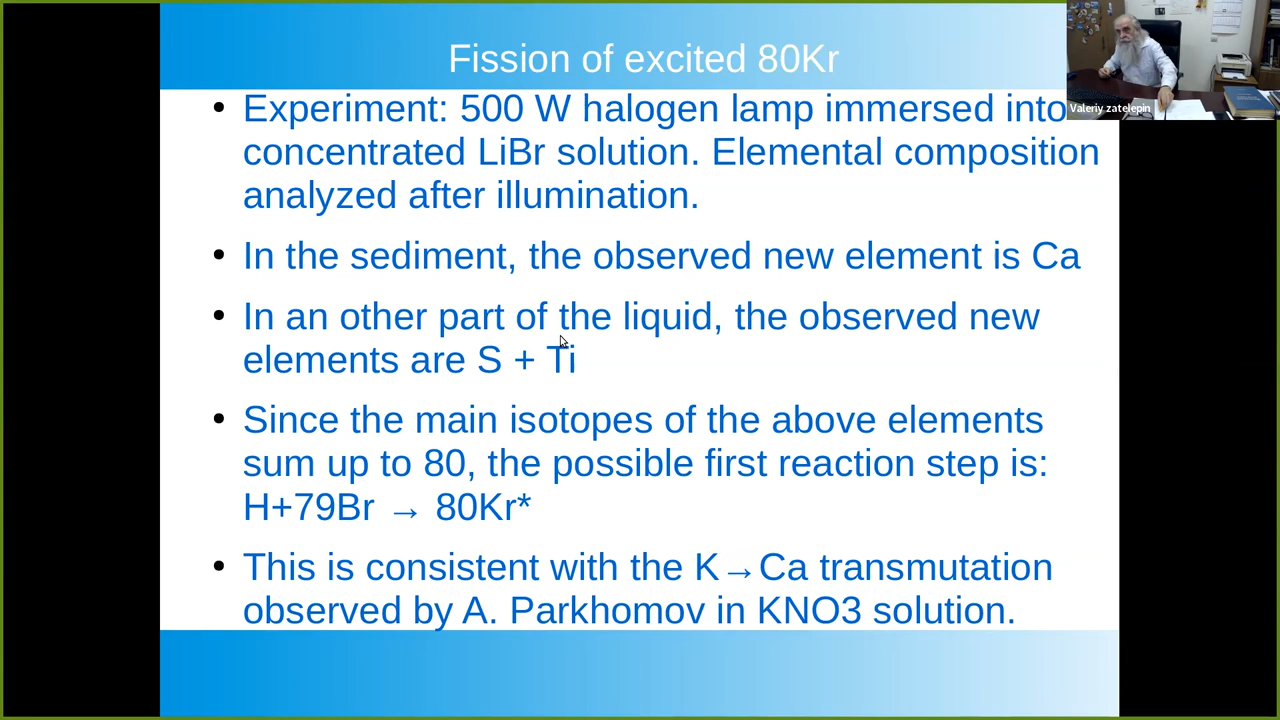 Fission of excited 80Kr
Valeriy zatelepin
• Experiment: 500 W halogen lamp immersed into
concentrated LiBr solution. Elemental composition
analyzed after illumination.
• In the sediment, the observed new element is Ca
• In an other part of the liquid, the observed new
elements are S + Ti
• Since the main isotopes of the above elements
sum up to 80, the possible first reaction step is:
H+79Br → 80Kr*
• This is consistent with the K→Ca transmutation
observed by A. Parkhomov in KNO3 solution.